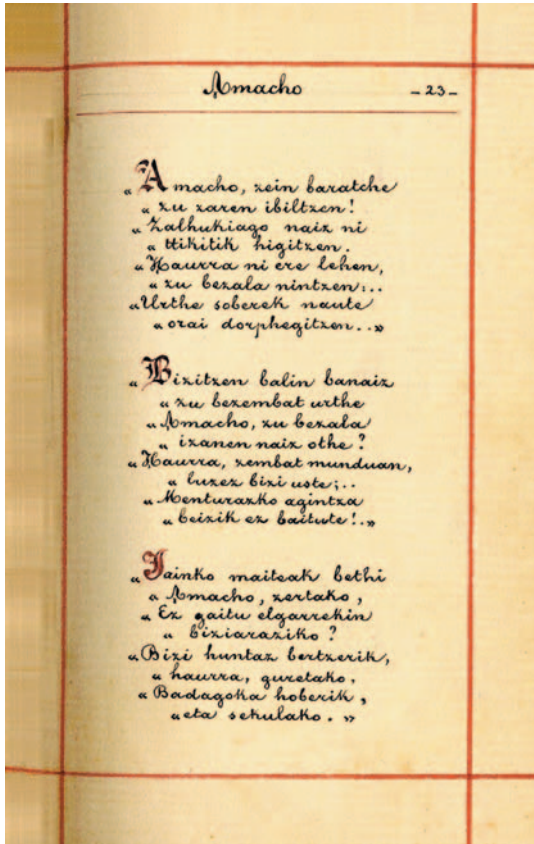 Amacho
-23-
„Amacho, zein baratche
„zu zaren ibiltzen!
„Zalhukiago naiz ni
„ttikitik higitzen.
„Haurra ni ere lehen,
„zu bezala nintzen:..
„Urthe soberek naute
„orai dorphegitzen..”
„Bizitzen balin banaiz
„zu bezembat urthe
„Amacho, zu bezala
„izanen naiz othe?
„Haurra, zembat munduan,
„luzez bizi uste;..
„Menturazko agintza
„beizik ez baitute!.”
„Jainko maiteak bethi
„Amacho, zertako,
„Ez gaitu elgarrekin
„biziaraziko?
„Bizi huntaz bertzerik,
„haurra, guretako,
„Badagoka hoberik,
„eta sekulako.”